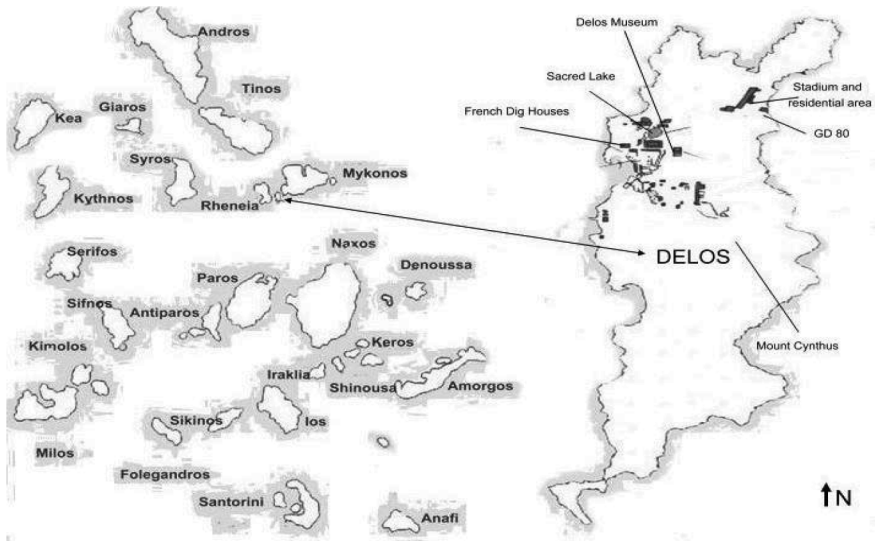 Andros
Tinos
Giaros
Kea
Syros
Mykonos
Kythnos
Rheneia
Naxos
Serifos
Denoussa
Paros
Sifnos
Antiparos
Keros
Kimolos
Iraklia
Shinousa
Amorgos
Sikinos
Ios
Milos
Folegandros
Santorini
Anafi
Delos Museum
Sacred Lake
Stadium and
residential area
French Dig Houses
GD 80
DELOS
Mount Cynthus
N